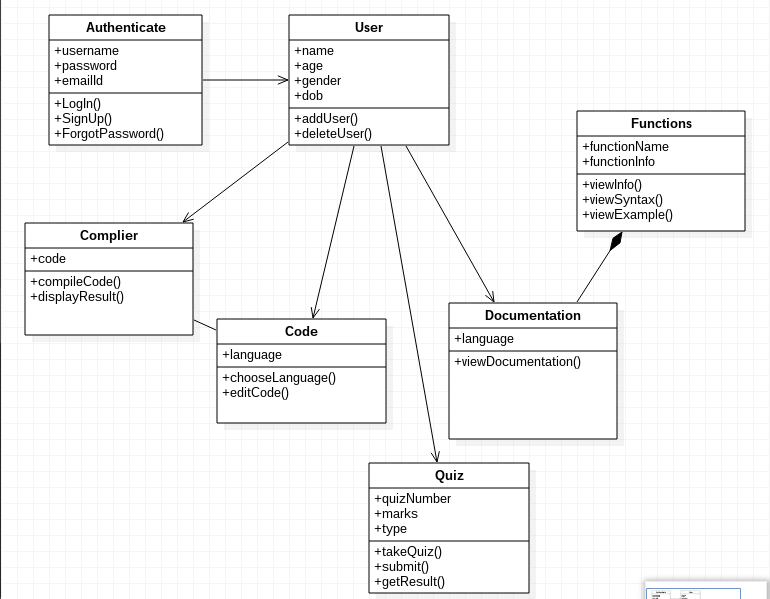 Authenticate
+username
+password
+emailId
+LogIn()
+SignUp()
+ForgotPassword()
User
+name
+age
+gender
+dob
+addUser()
+deleteUser()
Functions
+functionName
+functionInfo
+viewInfo()
+viewSyntax()
+viewExample()
Complier
+code
+compileCode()
+displayResult()
Code
+language
+chooseLanguage()
+editCode()
Documentation
+language
+viewDocumentation()
Quiz
+quizNumber
+marks
+type
+takeQuiz()
+submit()
+getResult()